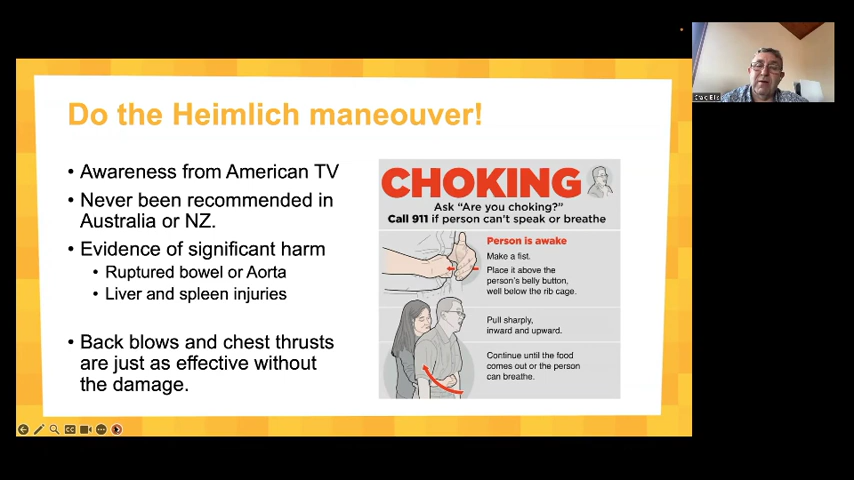 Do the Heimlich maneouver!
• Awareness from American TV
• Never been recommended in
Australia or NZ.
• Evidence of significant harm
• Ruptured bowel or Aorta
• Liver and spleen injuries
• Back blows and chest thrusts
are just as effective without
the damage.
CHOKING
Ask “Are you choking?”
Call 911 if person can't speak or breathe
Person is awake
Make a fist.
Place it above the
person's belly button,
well below the rib cage.
Pull sharply,
inward and upward.
Continue until the food
comes out or the person
can breathe.